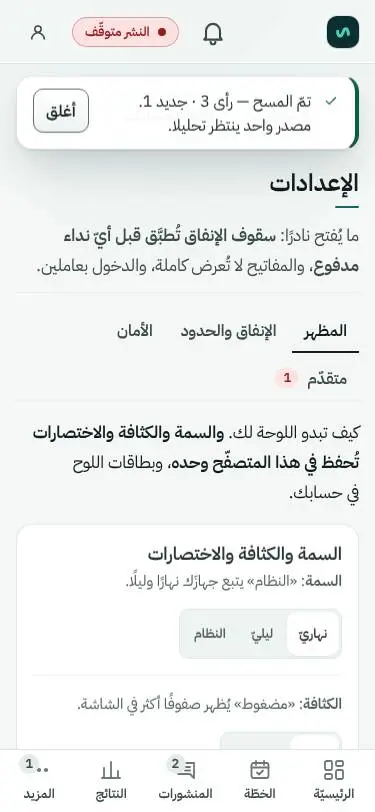 النشر متوقّف
تمّ المسح — رأى 3 · جديد 1.
مصدر واحد ينتظر تحليلا.
أغلق
الإعدادات
ما يُفتح نادرًا: سقوف الإنفاق تُطبَّق قبل أيّ نداء
مدفوع، والمفاتيح لا تُعرض كاملة، والدخول بعاملين.
المظهر
الإنفاق والحدود
الأمان
متقدّم 1
كيف تبدو اللوحة لك. والسمة والكثافة والاختصارات
تُحفظ في هذا المتصفّح وحده، وبطاقات اللوح
في حسابك.
السمة والكثافة والاختصارات
السمة: «النظام» يتبع جهازك نهارًا وليلًا.
نهاريّ
ليليّ
النظام
الكثافة: «مضغوط» يُظهر صفوفًا أكثر في الشاشة.
الرئيسيّة
الخطّة
المنشورات 2
النتائج
المزيد 1